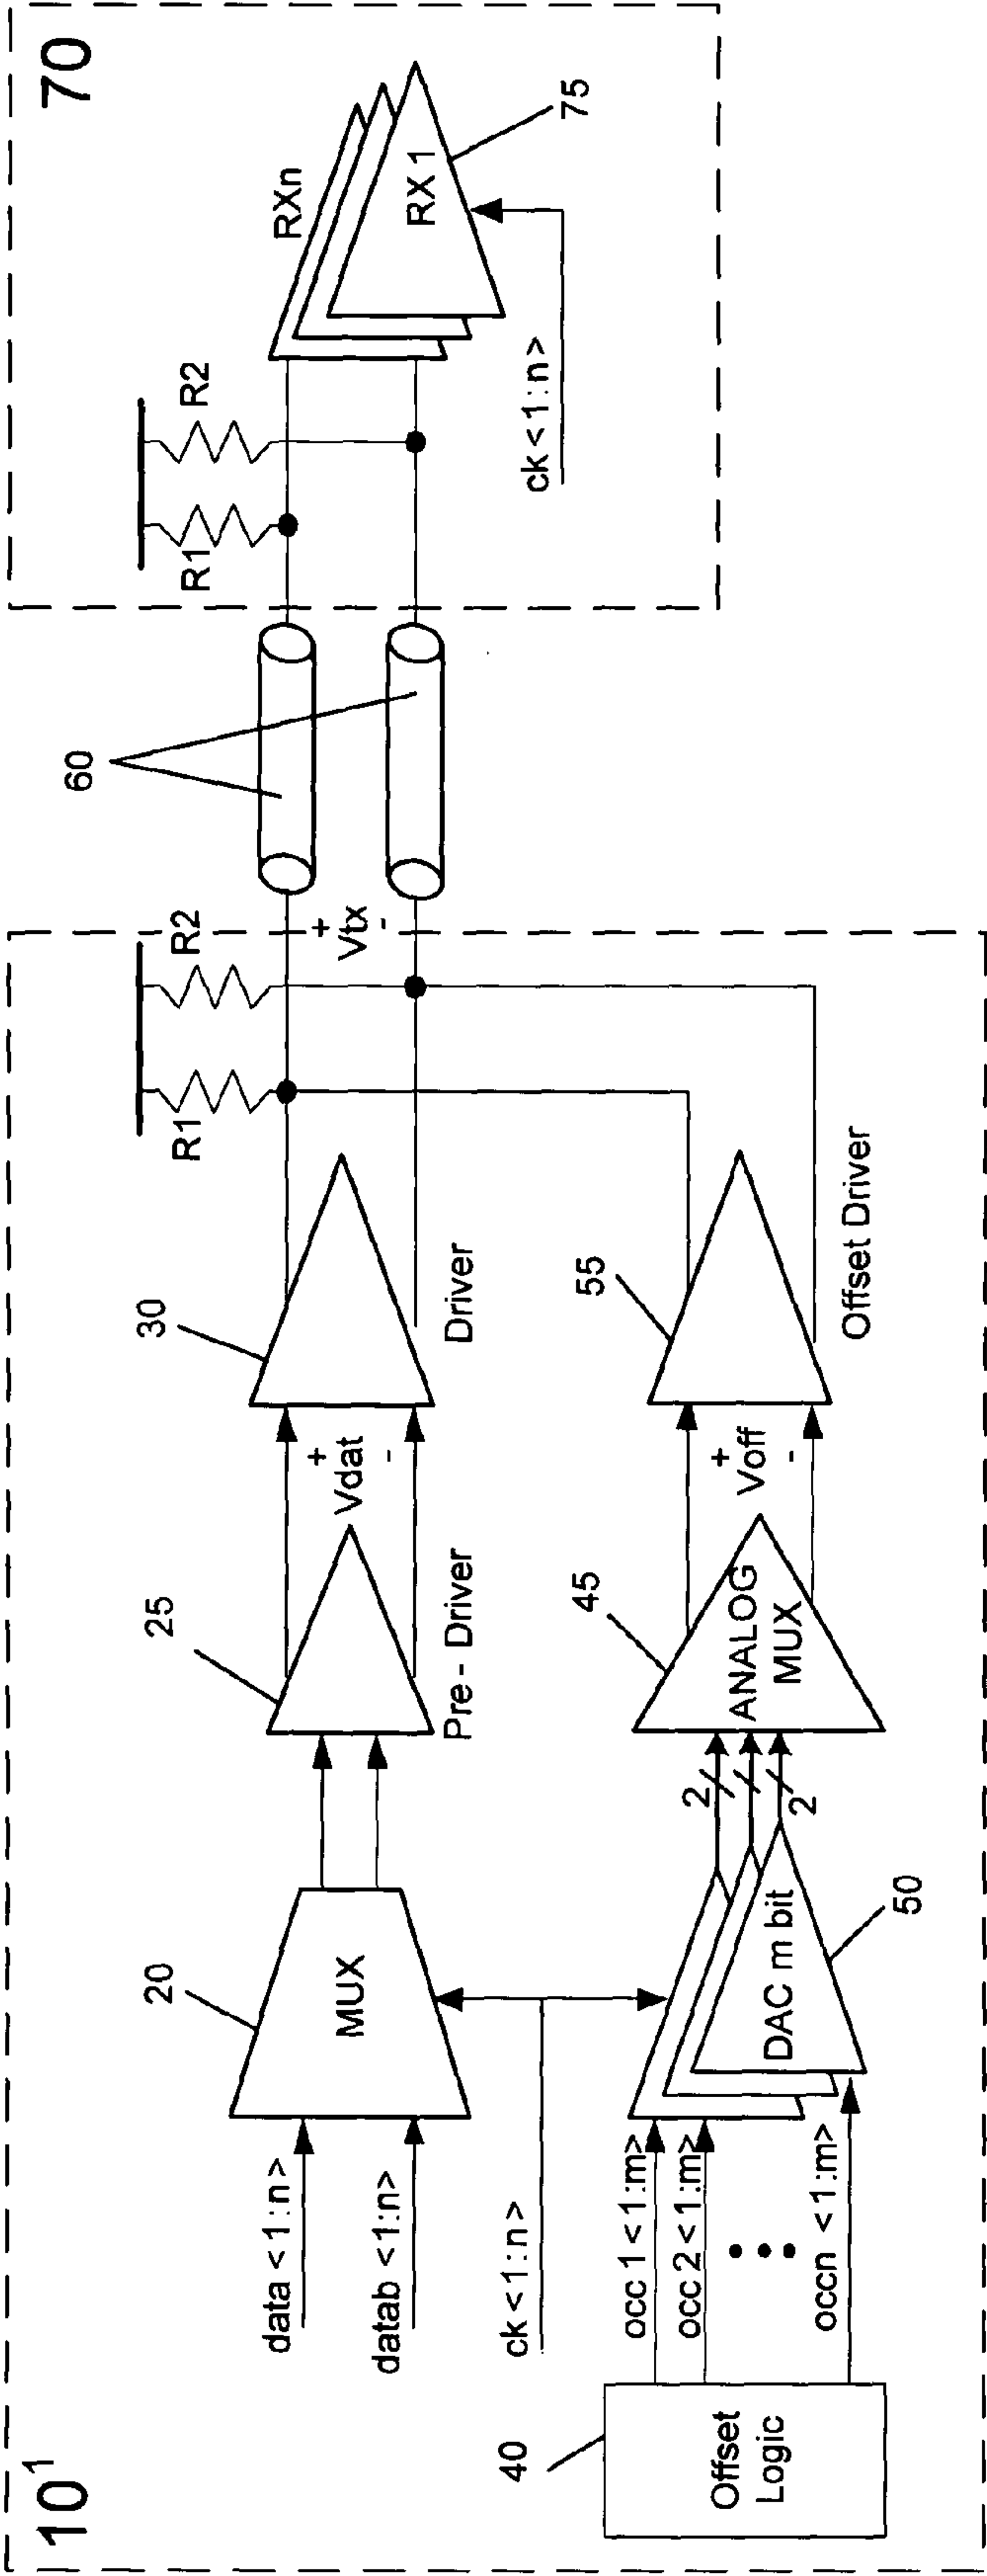 10¹
data <1:n>
datab <1:n>
20
MUX
25
Pre - Driver
+
Vdat
-
30
Driver
R1
R2
+
Vtx
-
60
70
R1
R2
RXn
RX 1
75
ck <1:n>
ck <1:n>
40
Offset
Logic
occ 1 <1:m>
occ 2 <1:m>
occn <1:m>
DAC m bit
50
2
2
45
ANALOG
MUX
+
Voff
-
55
Offset Driver